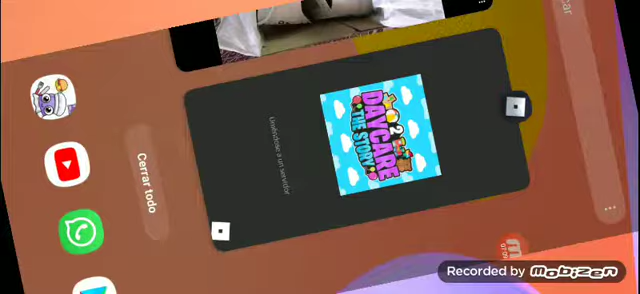 DAYCARE 2
THE STORY
Uniéndose a un servidor
Cerrar todo
Recorded by mobizen